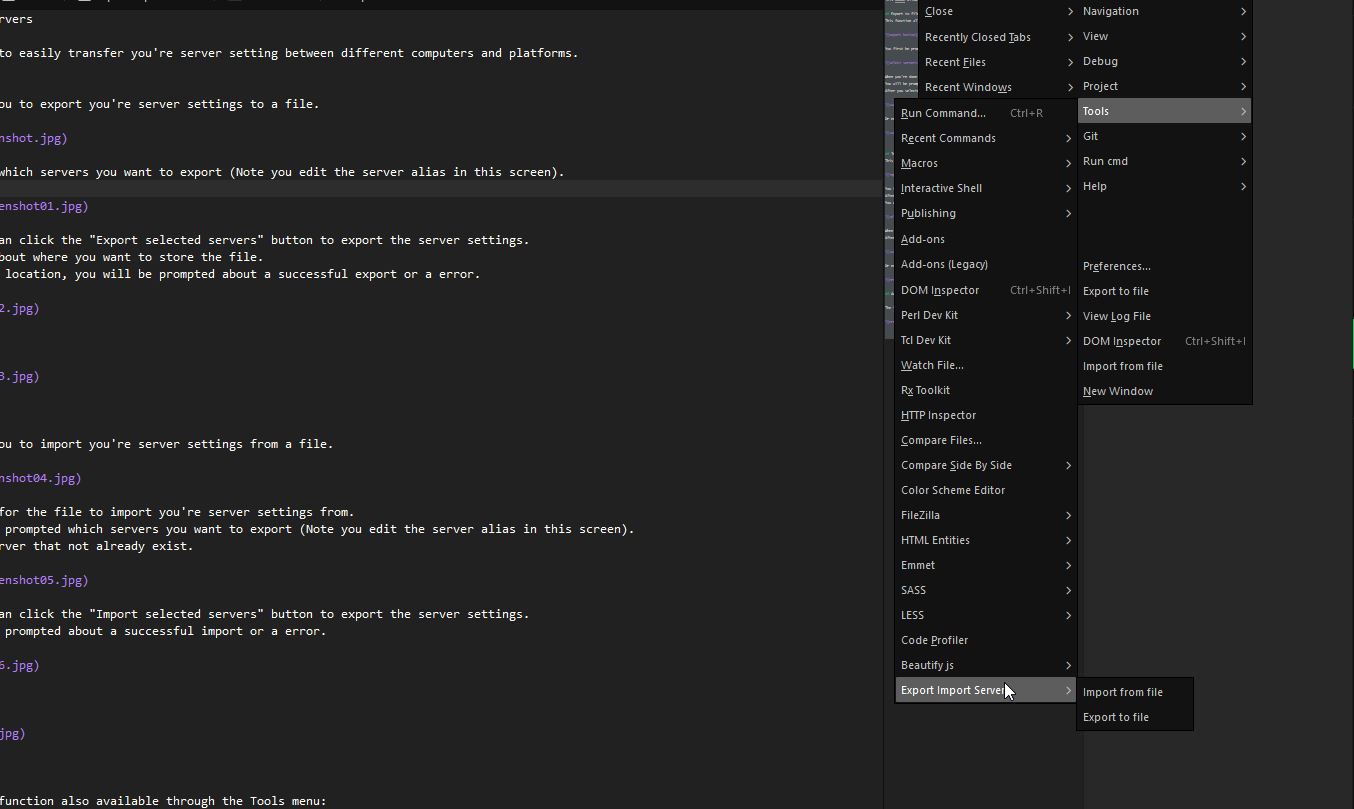 rvers
to easily transfer you're server setting between different computers and platforms.
ou to export you're server settings to a file.
nshot.jpg)
which servers you want to export (Note you edit the server alias in this screen).
enshot01.jpg)
an click the "Export selected servers" button to export the server settings.
bout where you want to store the file.
location, you will be prompted about a successful export or a error.
2.jpg)
3.jpg)
ou to import you're server settings from a file.
nshot04.jpg)
for the file to import you're server settings from.
prompted which servers you want to export (Note you edit the server alias in this screen).
rver that not already exist.
enshot05.jpg)
an click the "Import selected servers" button to export the server settings.
prompted about a successful import or a error.
6.jpg)
jpg)
function also available through the Tools menu:
Close
Recently Closed Tabs
Recent Files
Recent Windows
Run Command... Ctrl+R
Recent Commands
Macros
Interactive Shell
Publishing
Add-ons
Add-ons (Legacy)
DOM Inspector Ctrl+Shift+I
Perl Dev Kit
Tcl Dev Kit
Watch File...
Rx Toolkit
HTTP Inspector
Compare Files...
Compare Side By Side
Color Scheme Editor
FileZilla
HTML Entities
Emmet
SASS
LESS
Code Profiler
Beautify js
Export Import Server
Navigation
View
Debug
Project
Tools
Git
Run cmd
Help
Preferences...
Export to file
View Log File
DOM Inspector Ctrl+Shift+I
Import from file
New Window
Import from file
Export to file